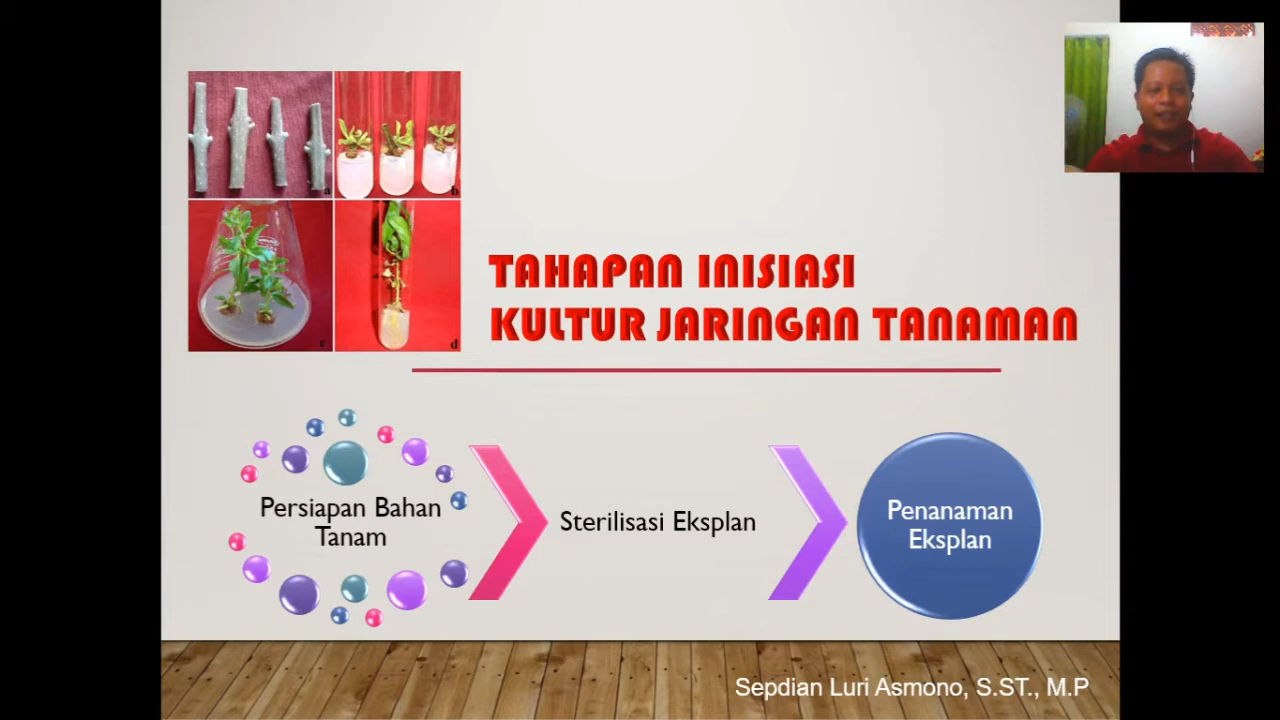 a
b
c
d
TAHAPAN INISIASI
KULTUR JARINGAN TANAMAN
Persiapan Bahan
Tanam
Sterilisasi Eksplan
Penanaman
Eksplan
Sepdian Luri Asmono, S.ST., M.P